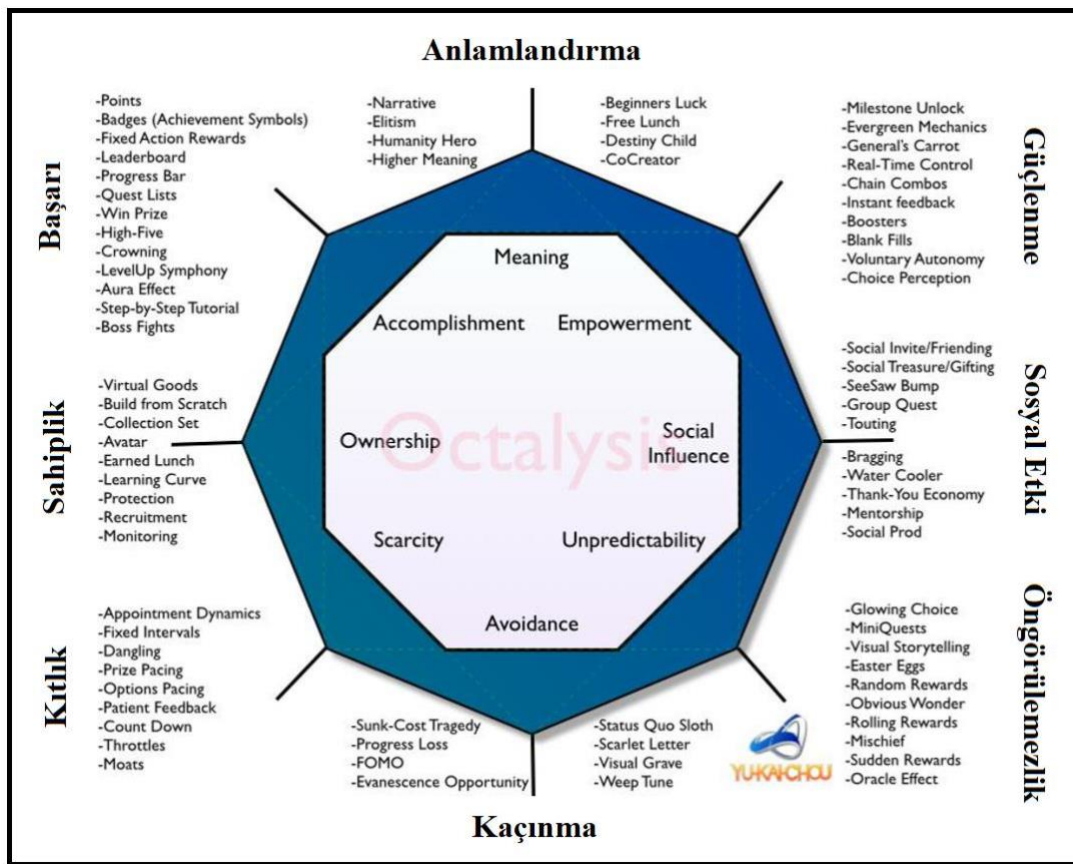 Anlamlandırma
-Narrative
-Elitism
-Humanity Hero
-Higher Meaning
-Beginners Luck
-Free Lunch
-Destiny Child
-CoCreator
Başarı
-Points
-Badges (Achievement Symbols)
-Fixed Action Rewards
-Leaderboard
-Progress Bar
-Quest Lists
-Win Prize
-High-Five
-Crowning
-LevelUp Symphony
-Aura Effect
-Step-by-Step Tutorial
-Boss Fights
Güçlenme
-Milestone Unlock
-Evergreen Mechanics
-General's Carrot
-Real-Time Control
-Chain Combos
-Instant feedback
-Boosters
-Blank Fills
-Voluntary Autonomy
-Choice Perception
Meaning
Accomplishment
Empowerment
Ownership
Octalysis
Social
Influence
Scarcity
Unpredictability
Avoidance
Sahiplik
-Virtual Goods
-Build from Scratch
-Collection Set
-Avatar
-Earned Lunch
-Learning Curve
-Protection
-Recruitment
-Monitoring
Sosyal Etki
-Social Invite/Friending
-Social Treasure/Gifting
-SeeSaw Bump
-Group Quest
-Touting
-Bragging
-Water Cooler
-Thank-You Economy
-Mentorship
-Social Prod
Kıtlık
-Appointment Dynamics
-Fixed Intervals
-Dangling
-Prize Pacing
-Options Pacing
-Patient Feedback
-Count Down
-Throttles
-Moats
Öngörülemezlik
-Glowing Choice
-MiniQuests
-Visual Storytelling
-Easter Eggs
-Random Rewards
-Obvious Wonder
-Rolling Rewards
-Mischief
-Sudden Rewards
-Oracle Effect
-Sunk-Cost Tragedy
-Progress Loss
-FOMO
-Evanescence Opportunity
-Status Quo Sloth
-Scarlet Letter
-Visual Grave
-Weep Tune
YU-KAI-CHOU
Kaçınma